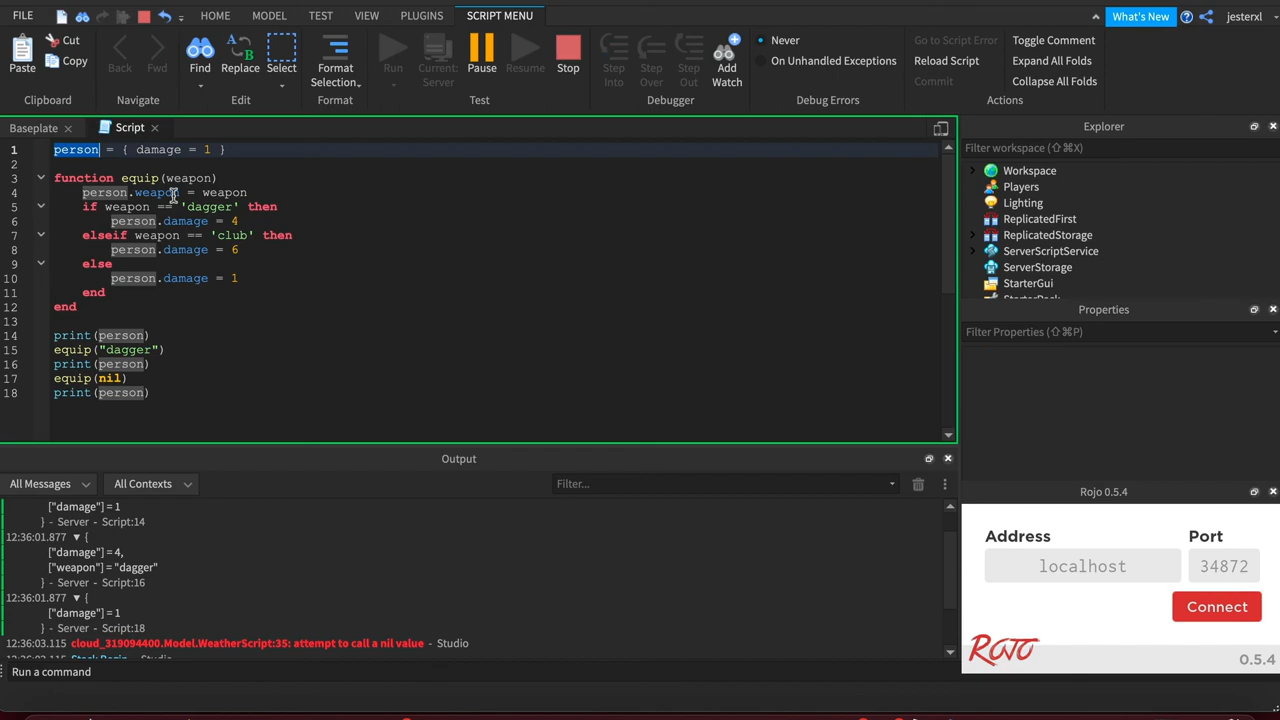 FILE HOME MODEL TEST VIEW PLUGINS SCRIPT MENU What's New jesterxl
Paste Cut Copy Back Fwd Find Replace Select Format Selection Run Current: Server Pause Resume Stop Step Into Step Over Step Out Add Watch Never On Unhandled Exceptions Go to Script Error Reload Script Commit Toggle Comment Expand All Folds Collapse All Folds
Clipboard Navigate Edit Format Test Debugger Debug Errors Actions
Baseplate Script
1 person = { damage = 1 }
2
3 function equip(weapon)
4 person.weapon = weapon
5 if weapon == 'dagger' then
6 person.damage = 4
7 elseif weapon == 'club' then
8 person.damage = 6
9 else
10 person.damage = 1
11 end
12 end
13
14 print(person)
15 equip("dagger")
16 print(person)
17 equip(nil)
18 print(person)
Explorer
Filter workspace (⇧⌘X)
Workspace
Players
Lighting
ReplicatedFirst
ReplicatedStorage
ServerScriptService
ServerStorage
StarterGui
StarterPack
Properties
Filter Properties (⇧⌘P)
Output
All Messages All Contexts Filter...
["damage"] = 1
} - Server - Script:14
12:36:01.877 ▼ {
["damage"] = 4,
["weapon"] = "dagger"
} - Server - Script:16
12:36:01.877 ▼ {
["damage"] = 1
} - Server - Script:18
12:36:03.115 cloud_319094400.Model.WeatherScript:35: attempt to call a nil value - Studio
12:36:03.115 Stack Begin - Studio
Run a command
Rojo 0.5.4
Address Port
localhost 34872
Connect
ROJO 0.5.4